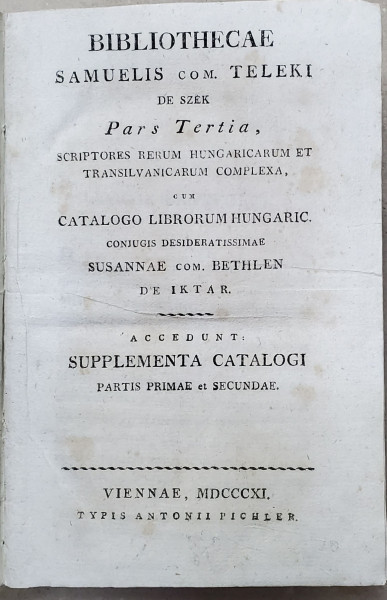 BIBLIOTHECAE
SAMUELIS COM. TELEKI
DE SZÉK
Pars Tertia,
SCRIPTORES RERUM HUNGARICARUM ET
TRANSILVANICARUM COMPLEXA,
CUM
CATALOGO LIBRORUM HUNGARIC.
CONJUGIS DESIDERATISSIMAE
SUSANNAE COM. BETHLEN
DE IKTAR.
ACCEDUNT:
SUPPLEMENTA CATALOGI
PARTIS PRIMAE et SECUNDAE.
VIENNAE, MDCCCXI.
TYPIS ANTONII PICHLER.